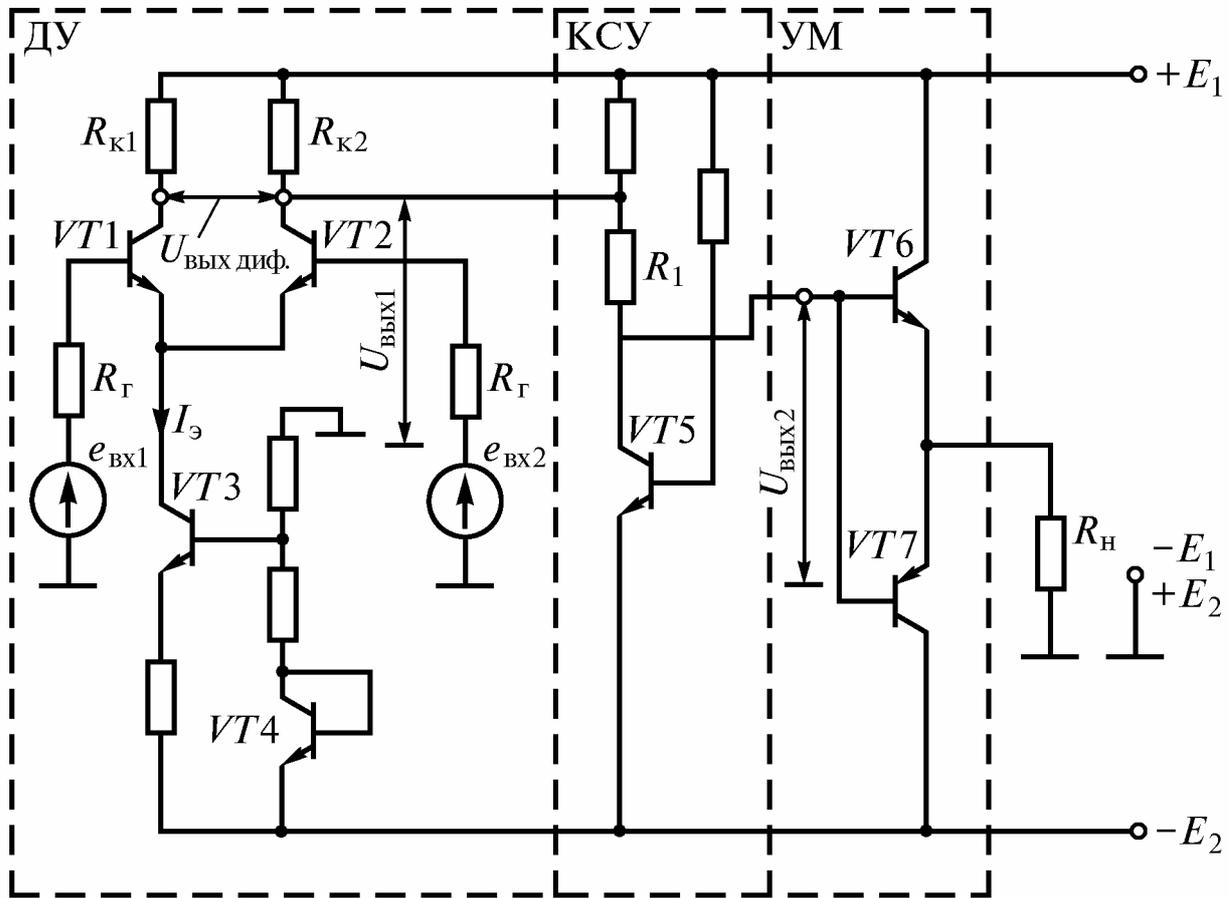 ДУ
КСУ
УМ
+E₁
Rк1
Rк2
VT1
Uвых диф.
VT2
R₁
VT6
Uвых1
Rг
Rг
Iэ
VT5
eвх1
VT3
eвх2
Uвых2
VT7
Rн
−E₁
+E₂
VT4
−E₂